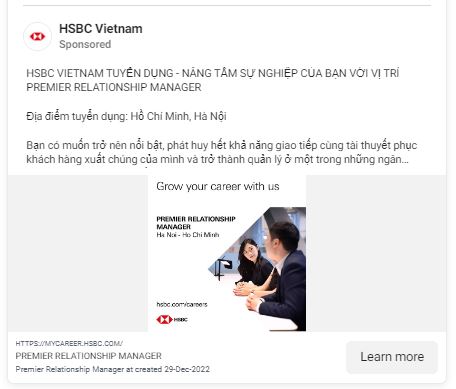 HSBC Vietnam
Sponsored
HSBC VIETNAM TUYỂN DỤNG - NÂNG TẦM SỰ NGHIỆP CỦA BẠN VỚI VỊ TRÍ
PREMIER RELATIONSHIP MANAGER
Địa điểm tuyển dụng: Hồ Chí Minh, Hà Nội
Bạn có muốn trở nên nổi bật, phát huy hết khả năng giao tiếp cùng tài thuyết phục
khách hàng xuất chúng của mình và trở thành quản lý ở một trong những ngân...
Grow your career with us
PREMIER RELATIONSHIP
MANAGER
Ha Noi - Ho Chi Minh
hsbc.com/careers
HSBC
HTTPS://MYCAREER.HSBC.COM/
PREMIER RELATIONSHIP MANAGER
Premier Relationship Manager at created 29-Dec-2022
Learn more